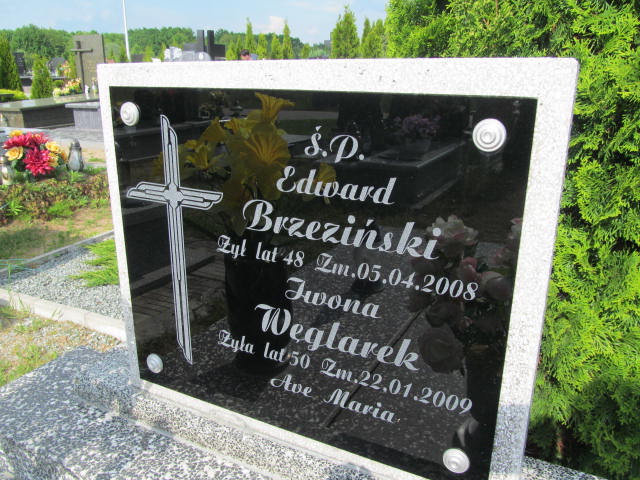 Ś.P.
Edward
Brzeziński
Żył lat 48 Zm.05.04.2008
Iwona
Węglarek
Żyła lat 50 Zm.22.01.2009
Ave Maria